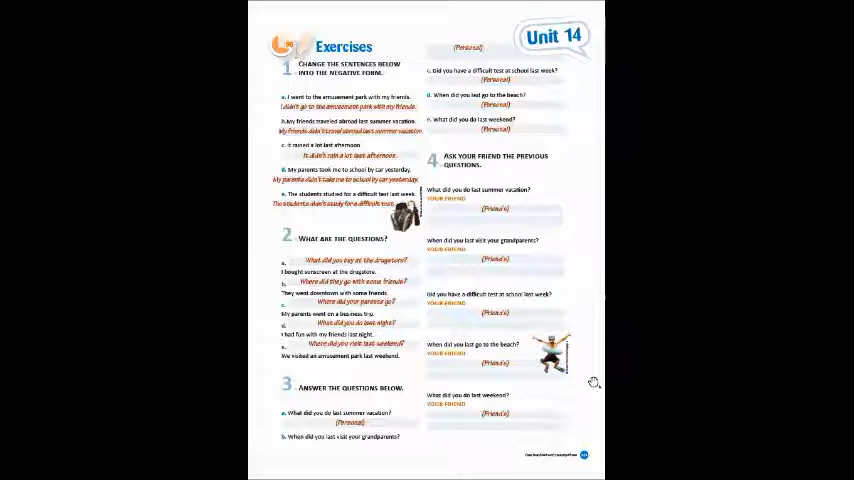 Unit 14
90
Exercises
1 CHANGE THE SENTENCES BELOW
INTO THE NEGATIVE FORM.
a. I went to the amusement park with my friends.
I didn't go to the amusement park with my friends.
b. My friends traveled abroad last summer vacation.
My friends didn't travel abroad last summer vacation
c. It rained a lot last afternoon
It didn't rain a lot last afternoon.
d. My parents took me to school by car yesterday.
My parents didn't take me to school by car yesterday.
e. The students studied for a difficult test last week.
The students didn't study for a difficult test.
2 WHAT ARE THE QUESTIONS?
a. What did you buy at the drugstore?
I bought sunscreen at the drugstore.
b. Where did they go with some friends?
They went downtown with some friends.
c. Where did your parents go?
My parents went on a business trip.
d. What did you do last night?
I had fun with my friends last night.
e. Where did you visit last weekend?
We visited an amusement park last weekend.
3 ANSWER THE QUESTIONS BELOW.
a. What did you do last summer vacation?
(Personal)
b. When did you last visit your grandparents?
(Personal)
c. Did you have a difficult test at school last week?
(Personal)
d. When did you last go to the beach?
(Personal)
e. What did you do last weekend?
(Personal)
4 ASK YOUR FRIEND THE PREVIOUS
QUESTIONS.
What did you do last summer vacation?
YOUR FRIEND
(Friend's)
When did you last visit your grandparents?
YOUR FRIEND
(Friend's)
Did you have a difficult test at school last week?
YOUR FRIEND
(Friend's)
When did you last go to the beach?
YOUR FRIEND
(Friend's)
What did you do last weekend?
YOUR FRIEND
(Friend's)